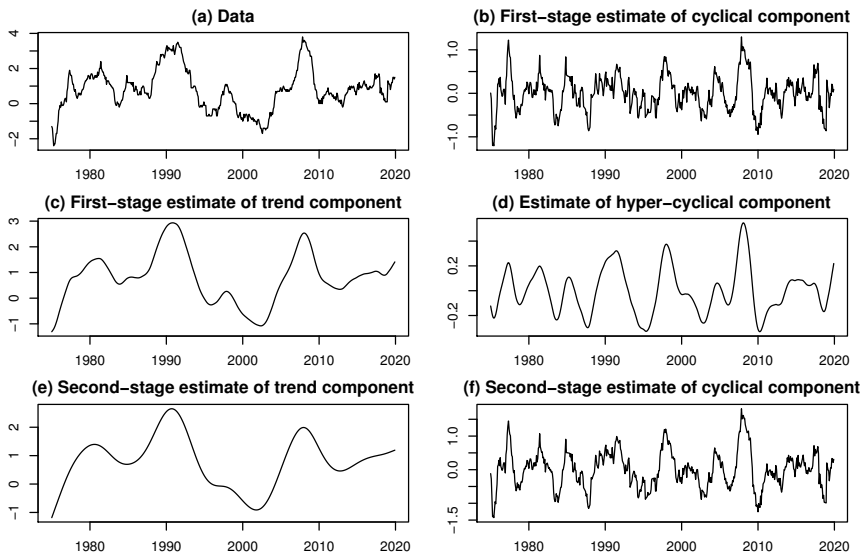 (a) Data
(b) First−stage estimate of cyclical component
4
2
0
−2
1980 1990 2000 2010 2020
1.0
0.0
−1.0
1980 1990 2000 2010 2020
(c) First−stage estimate of trend component
(d) Estimate of hyper−cyclical component
3
2
1
0
−1
1980 1990 2000 2010 2020
0.2
−0.2
1980 1990 2000 2010 2020
(e) Second−stage estimate of trend component
(f) Second−stage estimate of cyclical component
2
1
0
−1
1980 1990 2000 2010 2020
1.0
0.0
−1.5
1980 1990 2000 2010 2020